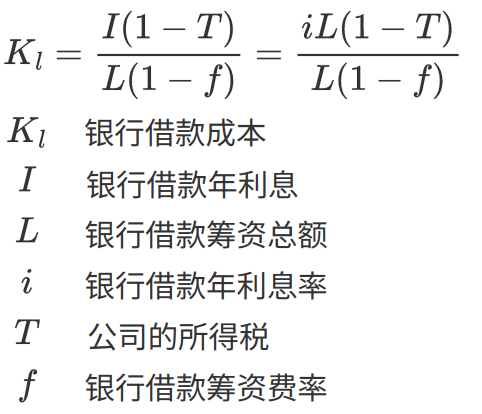 $K_l = \frac{I(1-T)}{L(1-f)} = \frac{iL(1-T)}{L(1-f)}$
$K_l$ 银行借款成本
$I$ 银行借款年利息
$L$ 银行借款筹资总额
$i$ 银行借款年利息率
$T$ 公司的所得税
$f$ 银行借款筹资费率